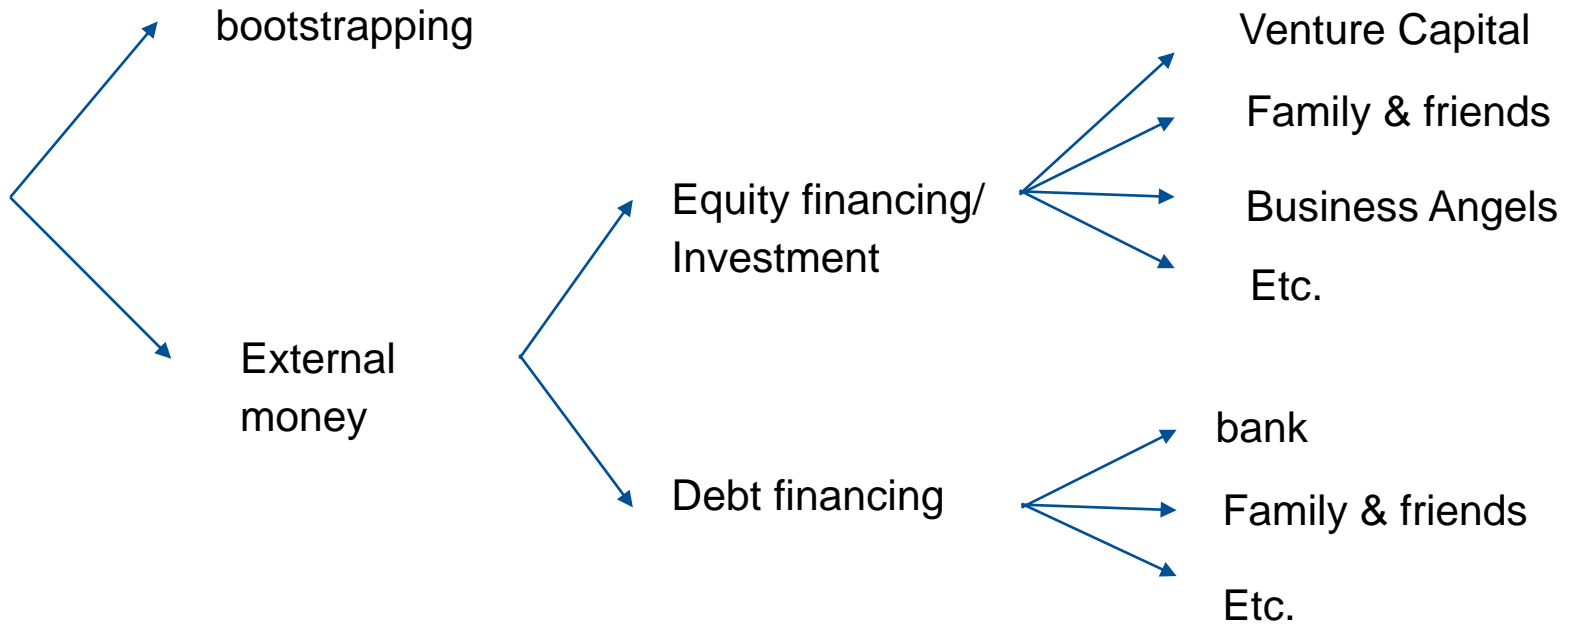 bootstrapping
External
money
Equity financing/
Investment
Debt financing
Venture Capital
Family & friends
Business Angels
Etc.
bank
Family & friends
Etc.